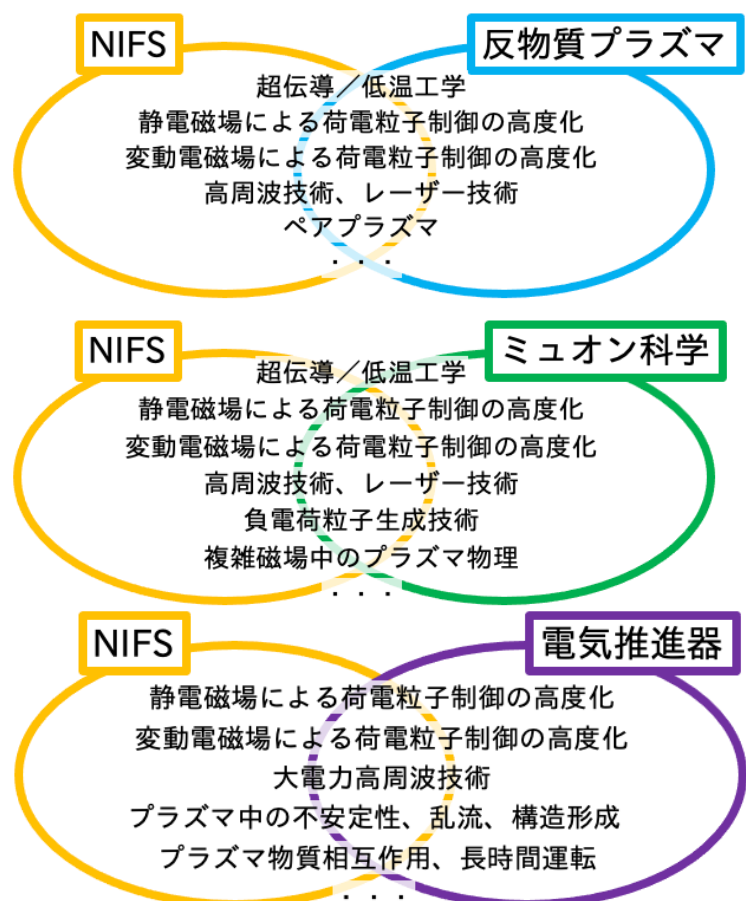 NIFS
反物質プラズマ
超伝導／低温工学
静電磁場による荷電粒子制御の高度化
変動電磁場による荷電粒子制御の高度化
高周波技術、レーザー技術
ペアプラズマ
・・・
NIFS
ミュオン科学
超伝導／低温工学
静電磁場による荷電粒子制御の高度化
変動電磁場による荷電粒子制御の高度化
高周波技術、レーザー技術
負電荷粒子生成技術
複雑磁場中のプラズマ物理
・・・
NIFS
電気推進器
静電磁場による荷電粒子制御の高度化
変動電磁場による荷電粒子制御の高度化
大電力高周波技術
プラズマ中の不安定性、乱流、構造形成
プラズマ物質相互作用、長時間運転
・・・